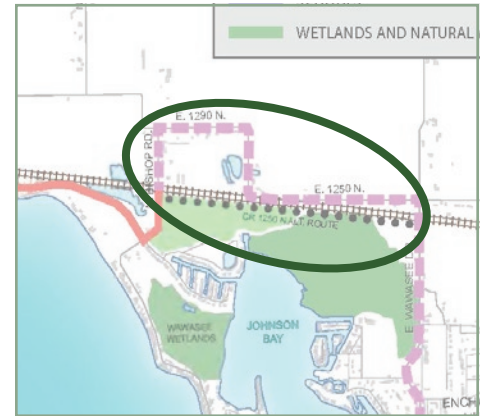 WETLANDS AND NATURAL
E. 1290 N.
BISHOP RD.
E. 1250 N.
CR 1250 N ALT. ROUTE
E. WAWASEE
WAWASEE
WETLANDS
JOHNSON
BAY
ENCH